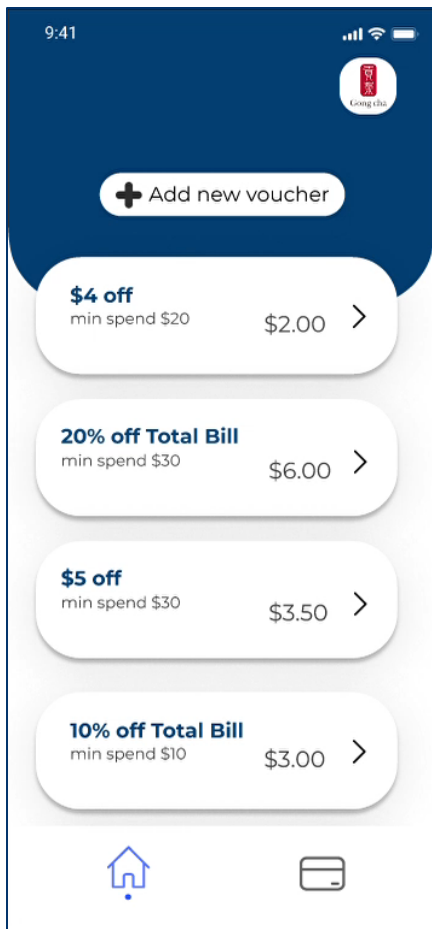 9:41
貢茶
Gong cha
Add new voucher
$4 off
min spend $20
$2.00
20% off Total Bill
min spend $30
$6.00
$5 off
min spend $30
$3.50
10% off Total Bill
min spend $10
$3.00